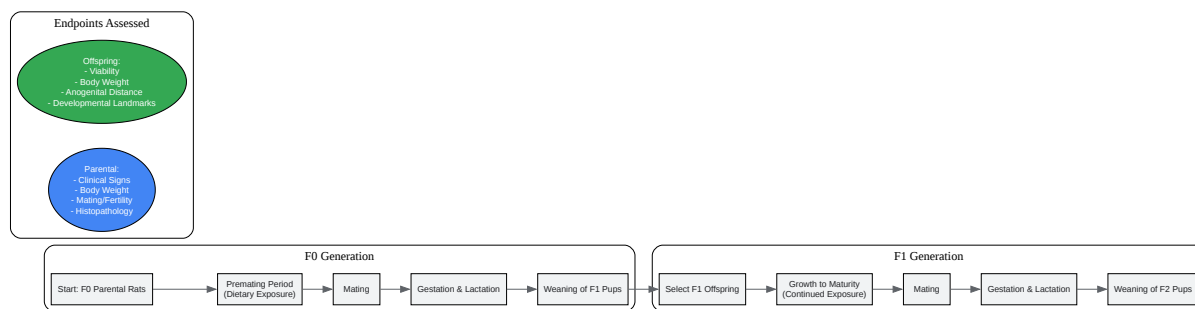 Endpoints Assessed
Offspring:
- Viability
- Body Weight
- Anogenital Distance
- Developmental Landmarks
Parental:
- Clinical Signs
- Body Weight
- Mating/Fertility
- Histopathology
F0 Generation
Start: F0 Parental Rats
Premating Period
(Dietary Exposure)
Mating
Gestation & Lactation
Weaning of F1 Pups
F1 Generation
Select F1 Offspring
Growth to Maturity
(Continued Exposure)
Mating
Gestation & Lactation
Weaning of F2 Pups